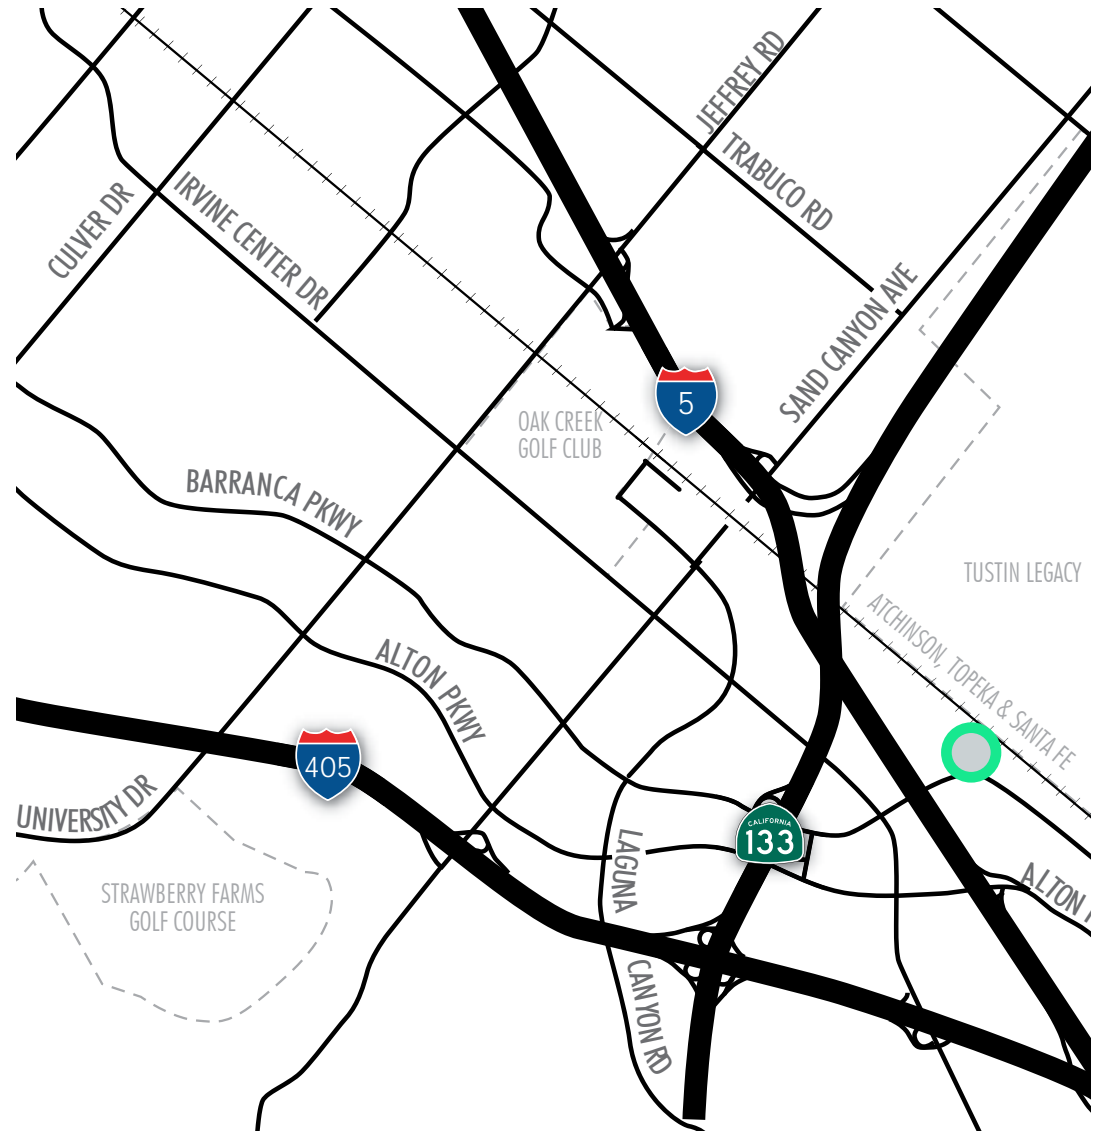 JEFFREY RD
TRABUCO RD
CULVER DR
IRVINE CENTER DR
SAND CANYON AVE
5
OAK CREEK
GOLF CLUB
BARRANCA PKWY
TUSTIN LEGACY
ATCHINSON, TOPEKA & SANTA FE
ALTON PKWY
405
UNIVERSITY DR
CALIFORNIA
133
LAGUNA
CANYON RD
ALTON
STRAWBERRY FARMS
GOLF COURSE